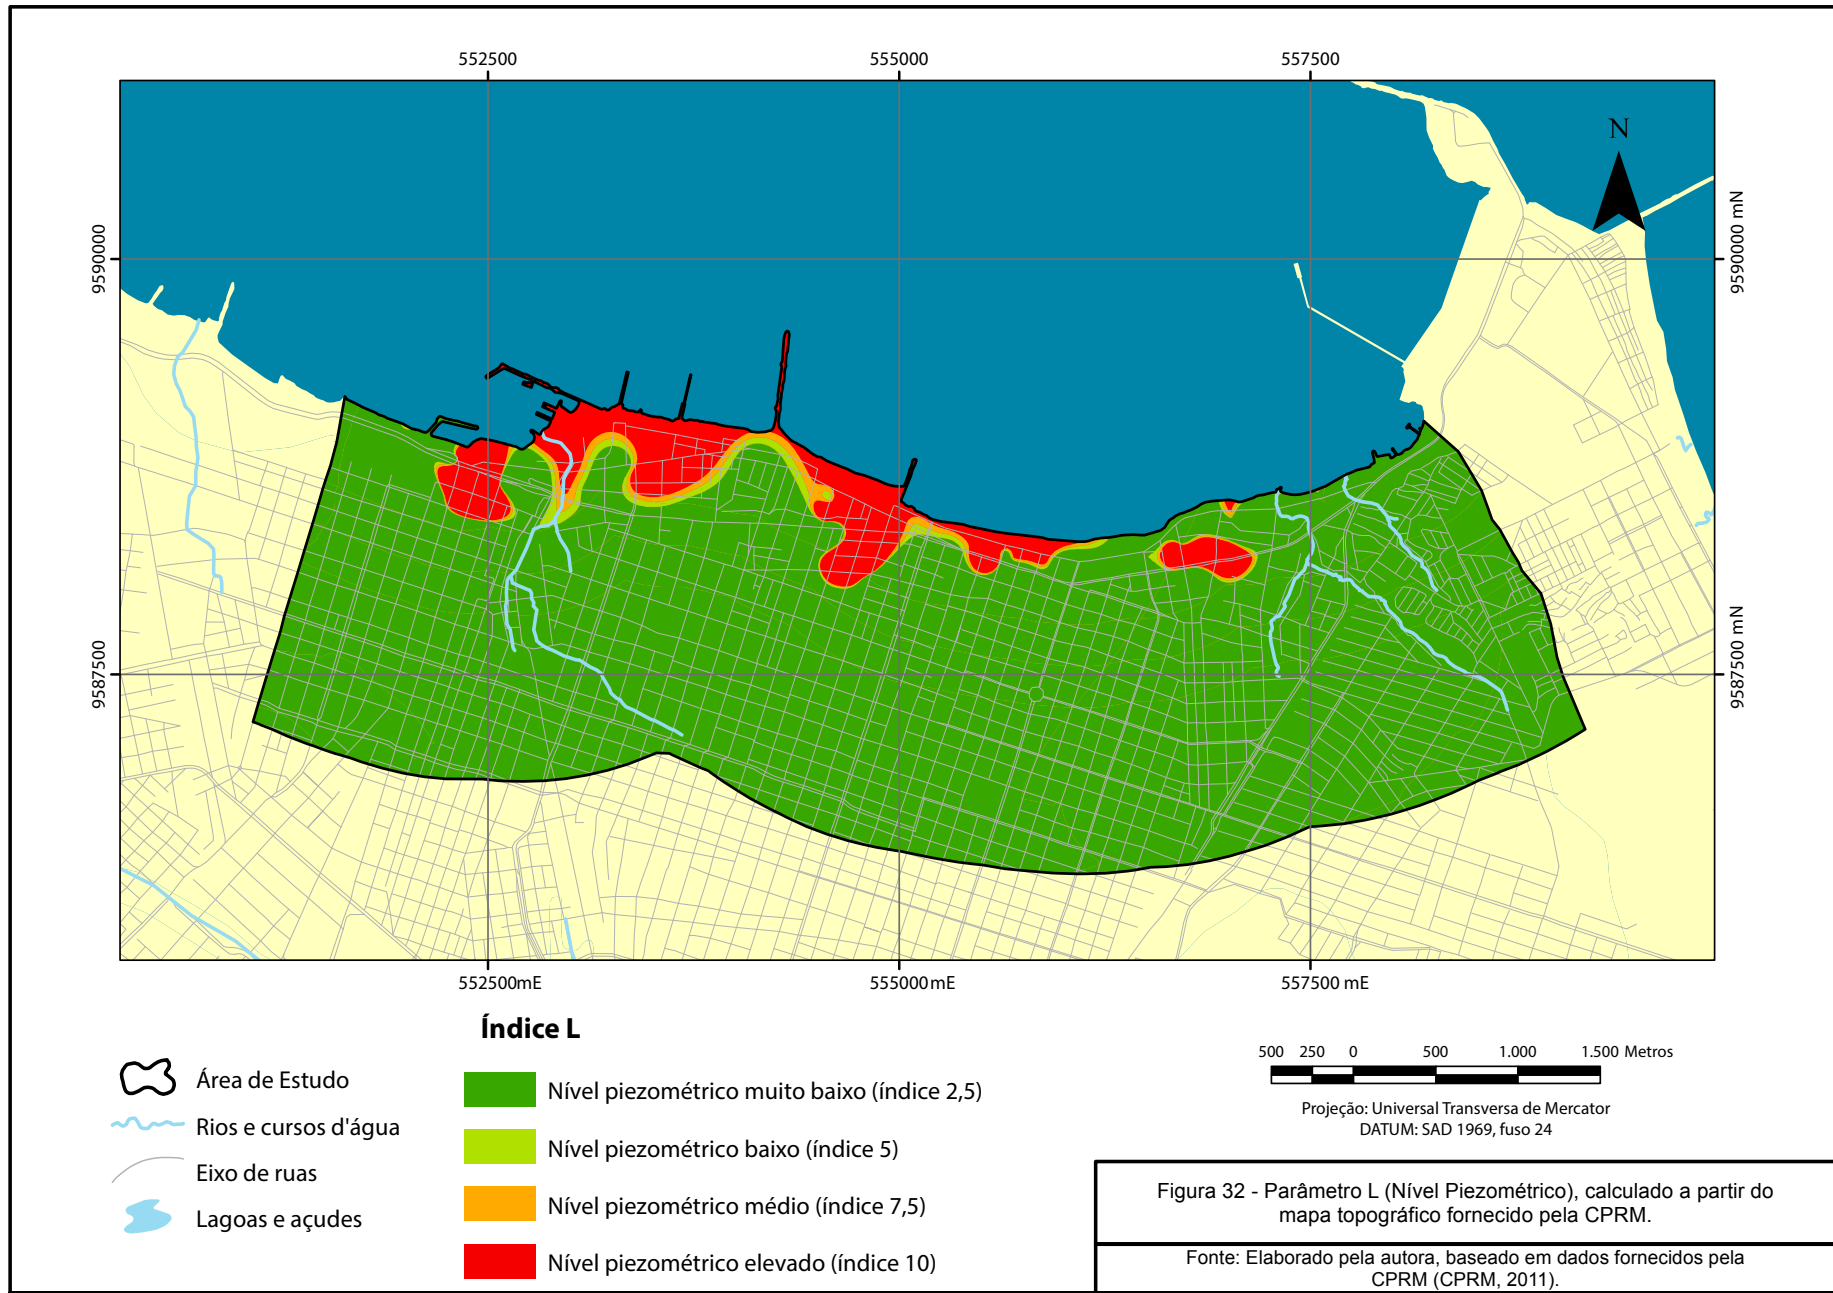 552500
555000
557500
N
9590000
9590000 mN
9587500
9587500 mN
552500mE
555000mE
557500 mE
Índice L
Área de Estudo
Rios e cursos d'água
Eixo de ruas
Lagoas e açudes
Nível piezométrico muito baixo (índice 2,5)
Nível piezométrico baixo (índice 5)
Nível piezométrico médio (índice 7,5)
Nível piezométrico elevado (índice 10)
500 250 0 500 1.000 1.500 Metros
Projeção: Universal Transversa de Mercator
DATUM: SAD 1969, fuso 24
Figura 32 - Parâmetro L (Nível Piezométrico), calculado a partir do
mapa topográfico fornecido pela CPRM.
Fonte: Elaborado pela autora, baseado em dados fornecidos pela
CPRM (CPRM, 2011).